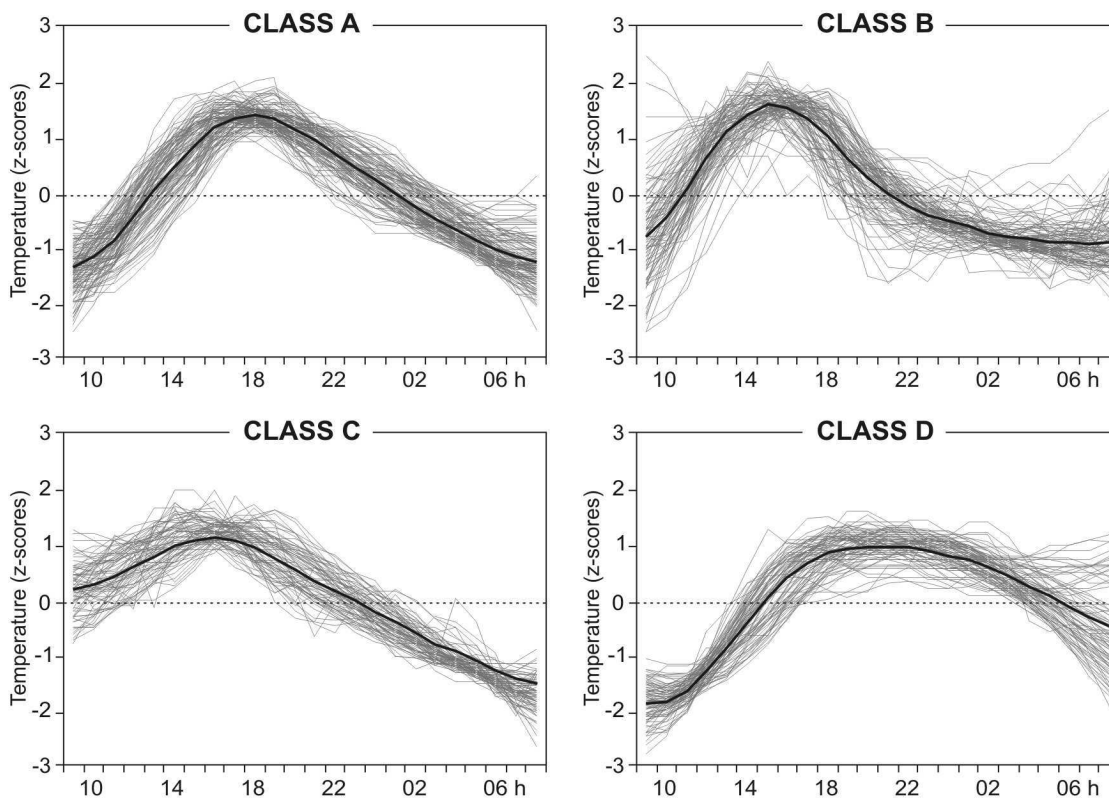 CLASS A
3
2
1
0
-1
-2
-3
Temperature (z-scores)
10 14 18 22 02 06 h
CLASS B
3
2
1
0
-1
-2
-3
Temperature (z-scores)
10 14 18 22 02 06 h
CLASS C
3
2
1
0
-1
-2
-3
Temperature (z-scores)
10 14 18 22 02 06 h
CLASS D
3
2
1
0
-1
-2
-3
Temperature (z-scores)
10 14 18 22 02 06 h